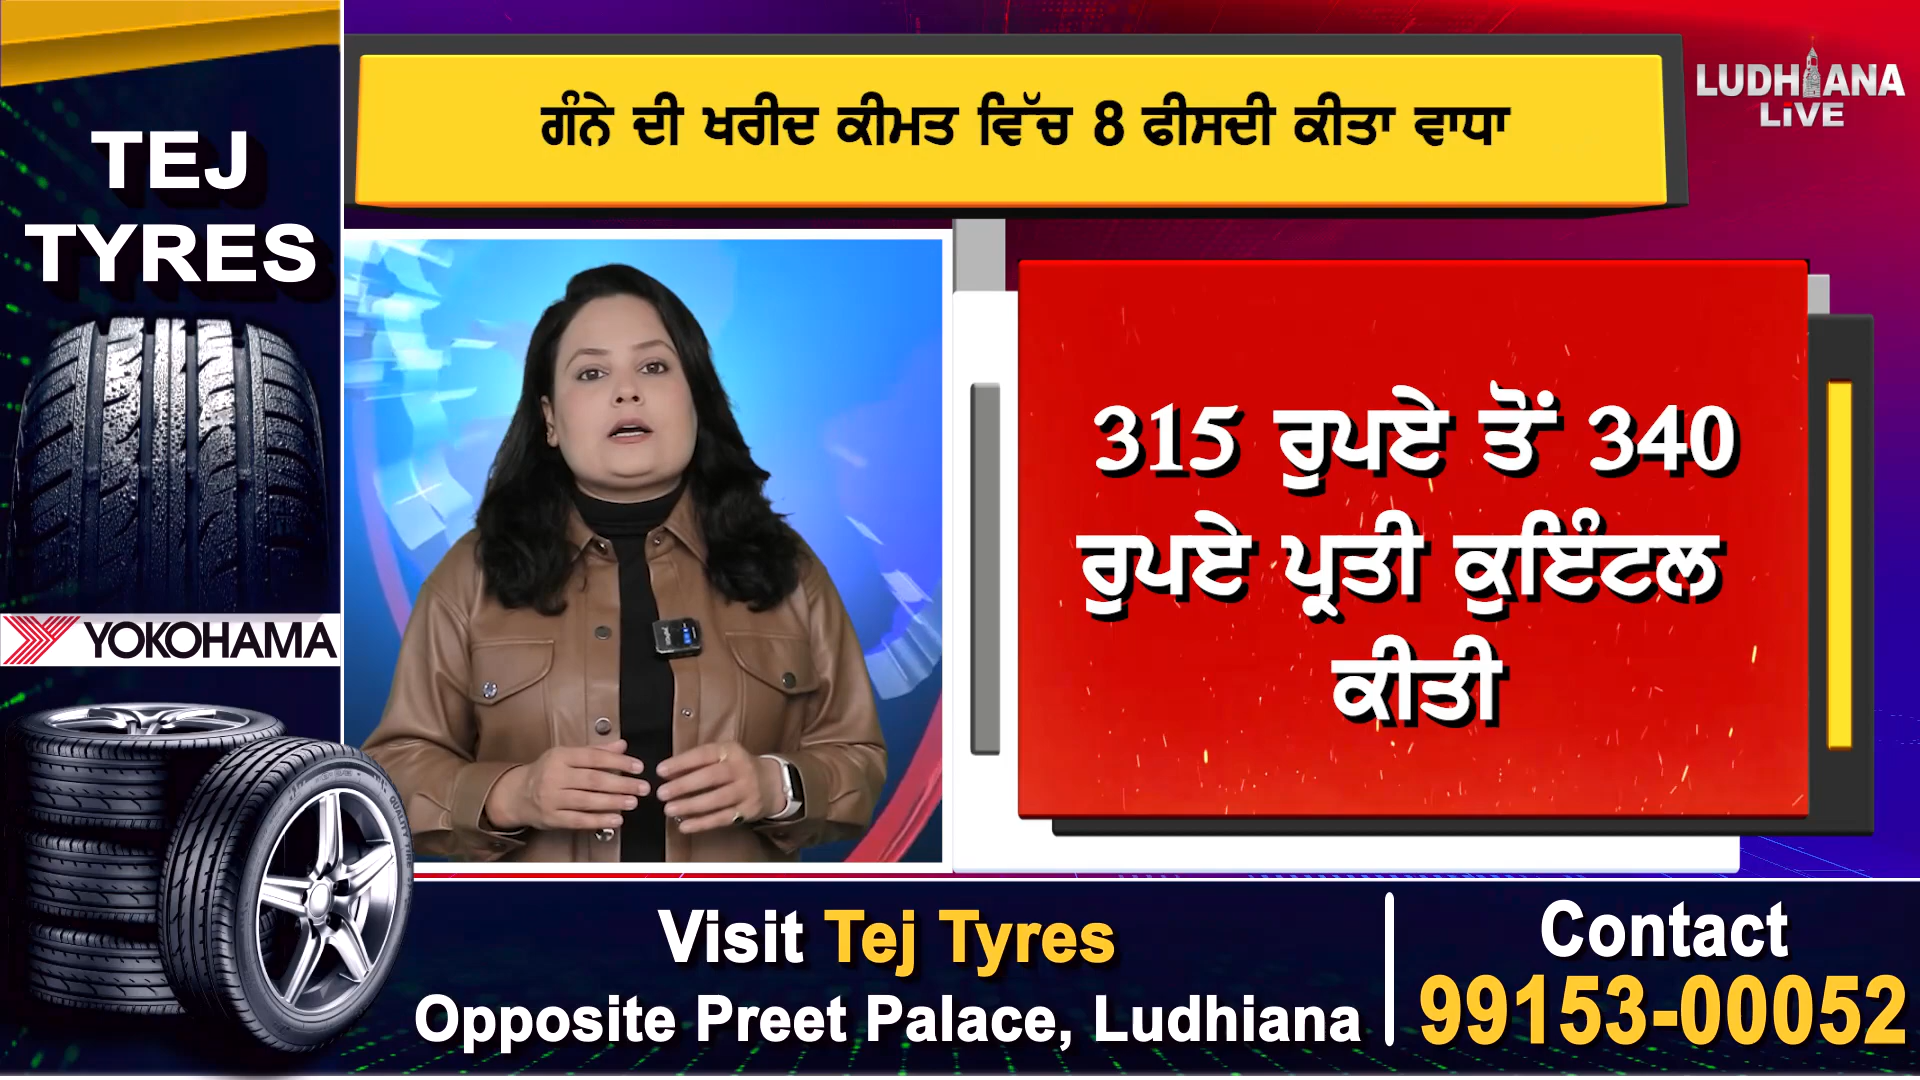 TEJ
TYRES
YOKOHAMA
ਗੰਨੇ ਦੀ ਖਰੀਦ ਕੀਮਤ ਵਿੱਚ 8 ਫੀਸਦੀ ਕੀਤਾ ਵਾਧਾ
LUDHIANA
LiVE
315 ਰੁਪਏ ਤੋਂ 340
ਰੁਪਏ ਪ੍ਰਤੀ ਕੁਇੰਟਲ
ਕੀਤੀ
Visit Tej Tyres
Opposite Preet Palace, Ludhiana
Contact
99153-00052